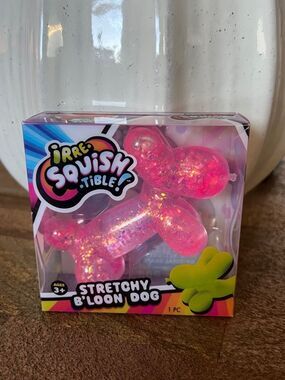 iRRe-
SQUiSH
-TiBLE!
AGES
3+
STRETCHY
B'LOON DOG
1 PC